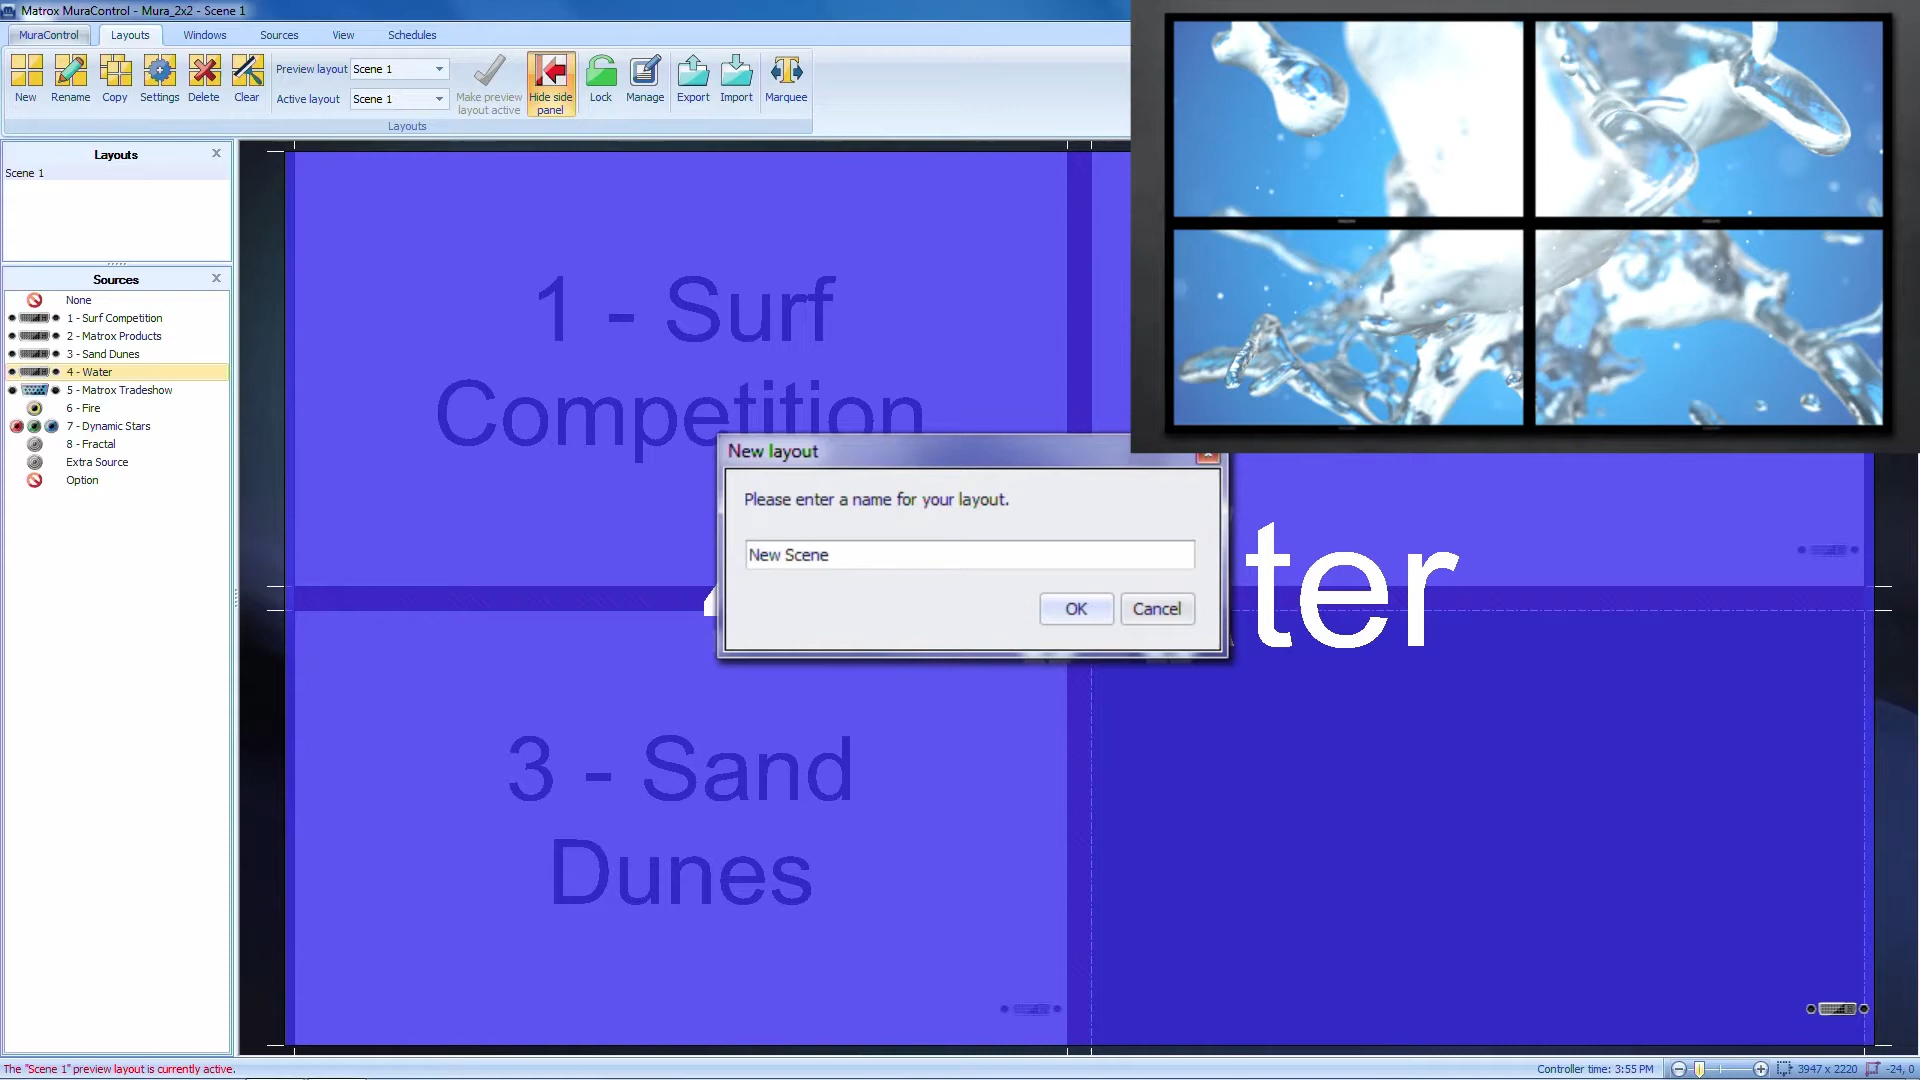 Matrox MuraControl - Mura_2x2 - Scene 1
MuraControl
Layouts
Windows
Sources
View
Schedules
New
Rename
Copy
Settings
Delete
Clear
Preview layout
Scene 1
Active layout
Scene 1
Make preview
layout active
Hide side
panel
Lock
Manage
Export
Import
Marquee
Layouts
Layouts
Scene 1
Sources
None
1 - Surf Competition
2 - Matrox Products
3 - Sand Dunes
4 - Water
5 - Matrox Tradeshow
6 - Fire
7 - Dynamic Stars
8 - Fractal
Extra Source
Option
1 - Surf
Competition
ter
3 - Sand
Dunes
New layout
Please enter a name for your layout.
New Scene
OK
Cancel
The "Scene 1" preview layout is currently active.
Controller time: 3:55 PM
3947 x 2220
-24, 0